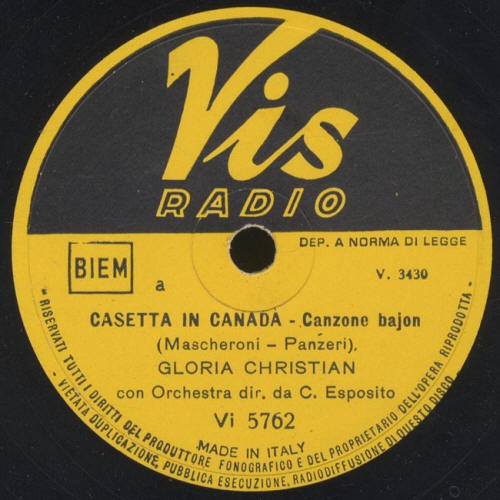 Vis
RADIO
DEP. A NORMA DI LEGGE
BIEM
a
V. 3430
CASETTA IN CANADÀ - Canzone bajon
(Mascheroni - Panzeri)
GLORIA CHRISTIAN
con Orchestra dir. da C. Esposito
Vi 5762
MADE IN ITALY
- RISERVATI TUTTI I DIRITTI DEL PRODUTTORE FONOGRAFICO E DEL PROPRIETARIO DELL'OPERA RIPRODOTTA -
- VIETATA DUPLICAZIONE, PUBBLICA ESECUZIONE, RADIODIFFUSIONE DI QUESTO DISCO